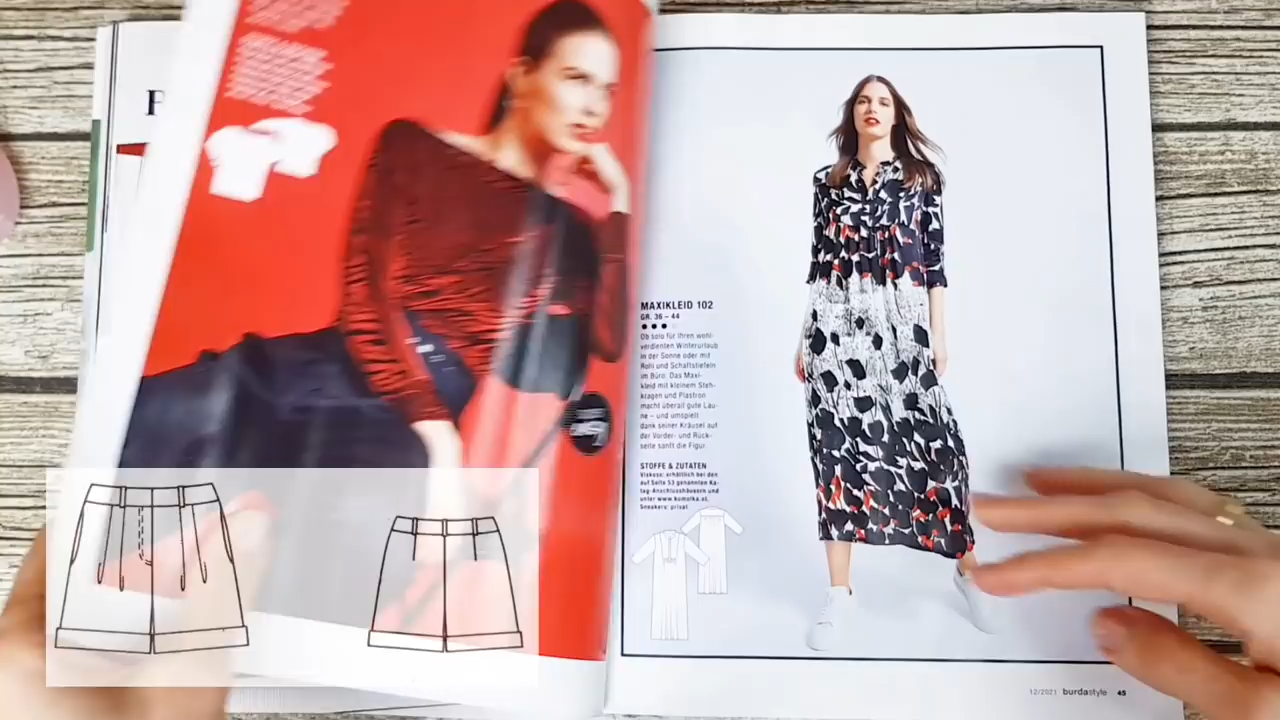 MAXIKLEID 102
GR. 36 – 44
Ob solo für Ihren wohl-
verdienten Winterurlaub
in der Sonne oder mit
Rolli und Schaftstiefeln
im Büro: Das Maxi-
kleid mit kleinem Steh-
kragen und Plastron
macht überall gute Lau-
ne – und umspielt
dank seiner Kräusel auf
der Vorder- und Rück-
seite sanft die Figur.
STOFFE & ZUTATEN
Viskose: erhältlich bei den
auf Seite 53 genannten Ka-
tag-Anschlusshäusern und
unter www.komolka.at.
Sneakers: privat
12/2021 burdastyle 45